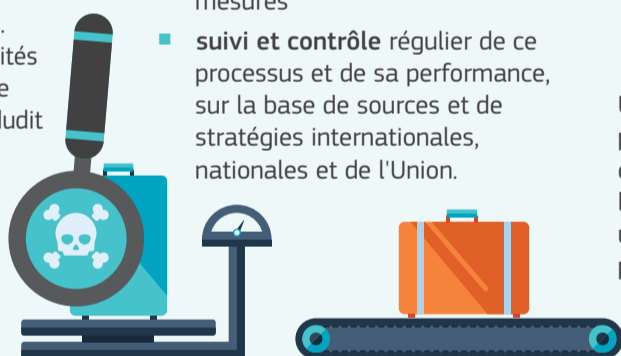 mesures
suivi et contrôle régulier de ce
processus et de sa performance,
sur la base de sources et de
stratégies internationales,
nationales et de l'Union.